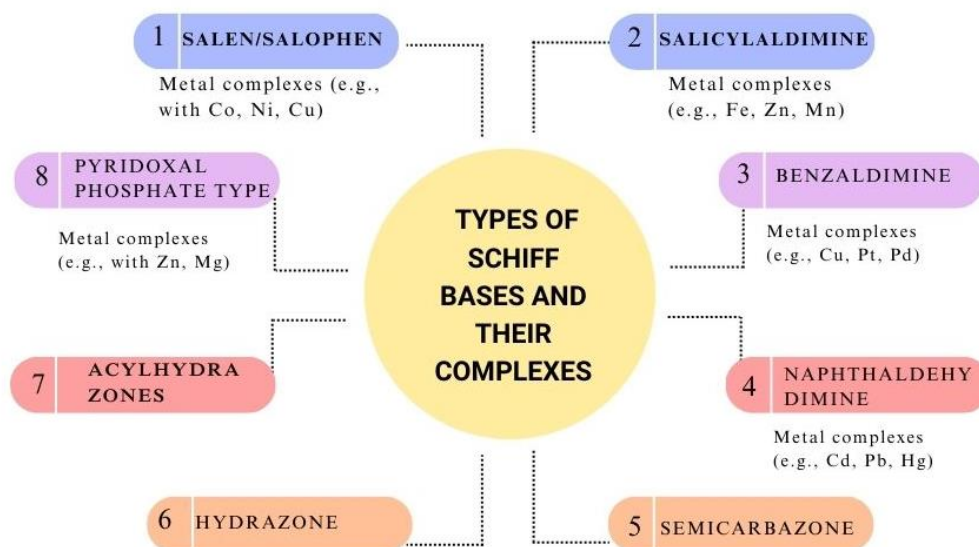 TYPES OF
SCHIFF
BASES AND
THEIR
COMPLEXES
1 SALEN/SALOPHEN
Metal complexes (e.g.,
with Co, Ni, Cu)
2 SALICYLALDIMINE
Metal complexes
(e.g., Fe, Zn, Mn)
3 BENZALDIMINE
Metal complexes
(e.g., Cu, Pt, Pd)
4 NAPHTHALDEHY
DIMINE
Metal complexes
(e.g., Cd, Pb, Hg)
5 SEMICARBAZONE
6 HYDRAZONE
7 ACYLHYDRA
ZONES
8 PYRIDOXAL
PHOSPHATE TYPE
Metal complexes
(e.g., with Zn, Mg)